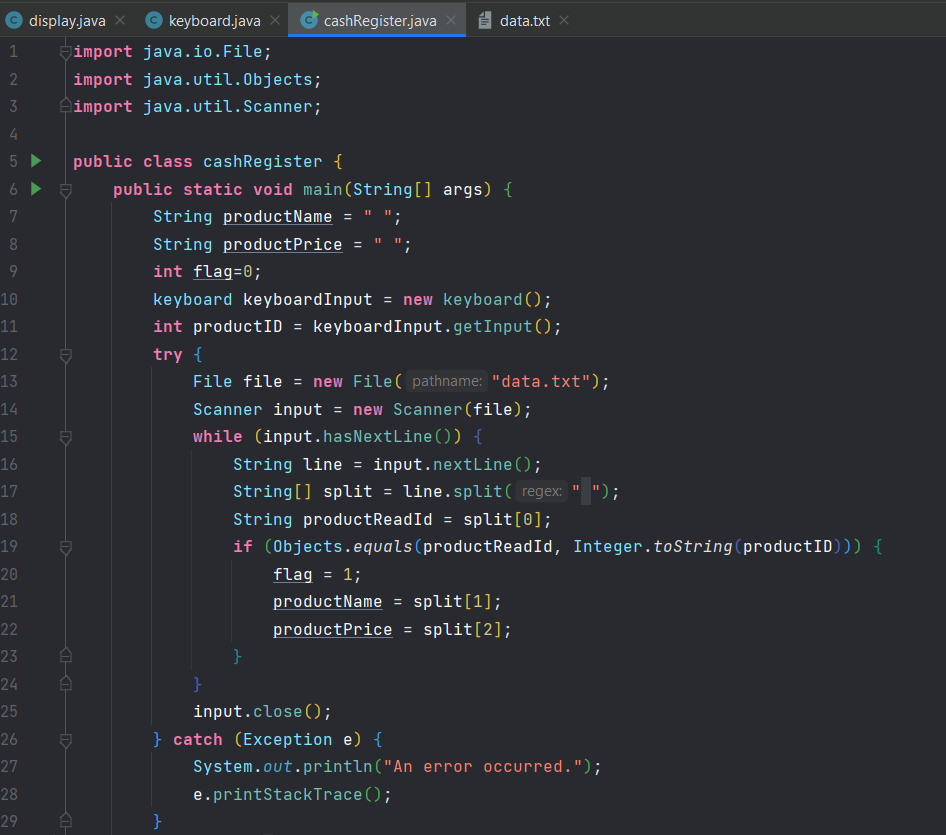 display.java keyboard.java cashRegister.java data.txt
1 import java.io.File;
2 import java.util.Objects;
3 import java.util.Scanner;
4
5 public class cashRegister {
6 public static void main(String[] args) {
7 String productName = " ";
8 String productPrice = " ";
9 int flag=0;
10 keyboard keyboardInput = new keyboard();
11 int productID = keyboardInput.getInput();
12 try {
13 File file = new File( pathname: "data.txt");
14 Scanner input = new Scanner(file);
15 while (input.hasNextLine()) {
16 String line = input.nextLine();
17 String[] split = line.split( regex: " ");
18 String productReadId = split[0];
19 if (Objects.equals(productReadId, Integer.toString(productID))) {
20 flag = 1;
21 productName = split[1];
22 productPrice = split[2];
23 }
24 }
25 input.close();
26 } catch (Exception e) {
27 System.out.println("An error occurred.");
28 e.printStackTrace();
29 }